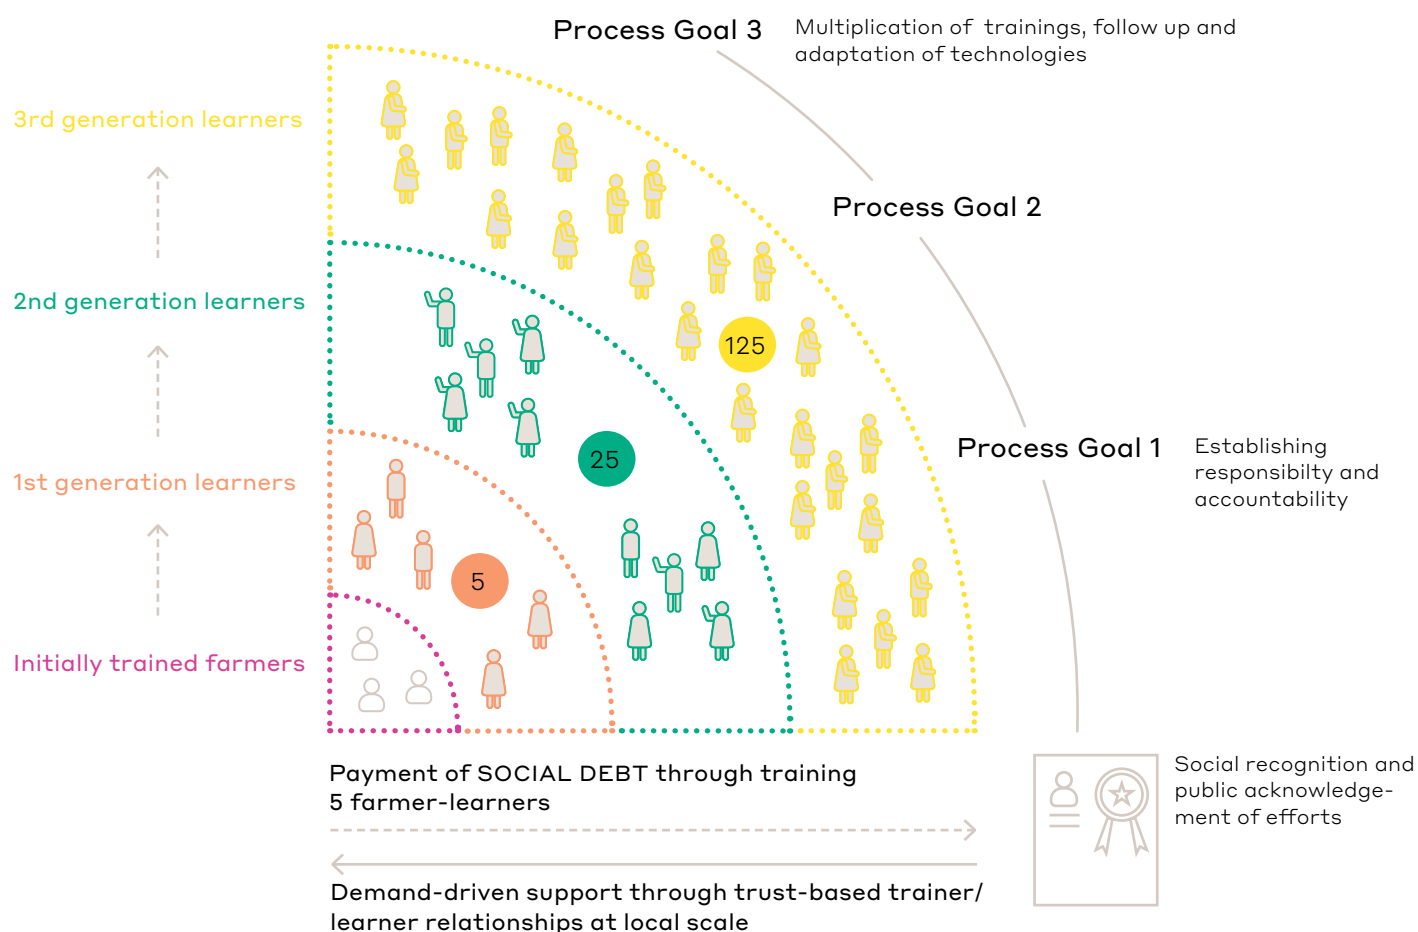 Process Goal 3
Multiplication of trainings, follow up and
adaptation of technologies
3rd generation learners
Process Goal 2
2nd generation learners
125
25
Process Goal 1
Establishing
responsibilty and
accountability
1st generation learners
5
Initially trained farmers
Payment of SOCIAL DEBT through training
5 farmer-learners
Social recognition and
public acknowledge-
ment of efforts
Demand-driven support through trust-based trainer/
learner relationships at local scale